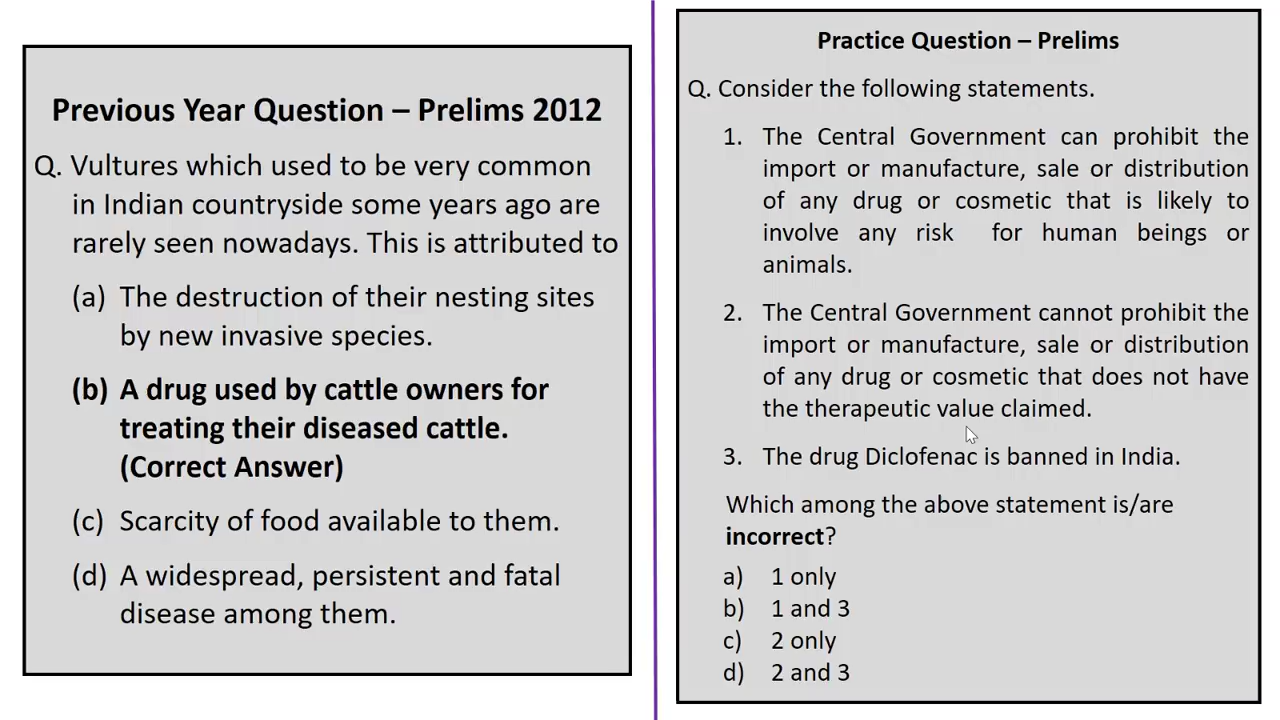 Previous Year Question – Prelims 2012
Q. Vultures which used to be very common
in Indian countryside some years ago are
rarely seen nowadays. This is attributed to
(a) The destruction of their nesting sites
by new invasive species.
(b) A drug used by cattle owners for
treating their diseased cattle.
(Correct Answer)
(c) Scarcity of food available to them.
(d) A widespread, persistent and fatal
disease among them.
Practice Question – Prelims
Q. Consider the following statements.
1. The Central Government can prohibit the
import or manufacture, sale or distribution
of any drug or cosmetic that is likely to
involve any risk for human beings or
animals.
2. The Central Government cannot prohibit the
import or manufacture, sale or distribution
of any drug or cosmetic that does not have
the therapeutic value claimed.
3. The drug Diclofenac is banned in India.
Which among the above statement is/are
incorrect?
a) 1 only
b) 1 and 3
c) 2 only
d) 2 and 3